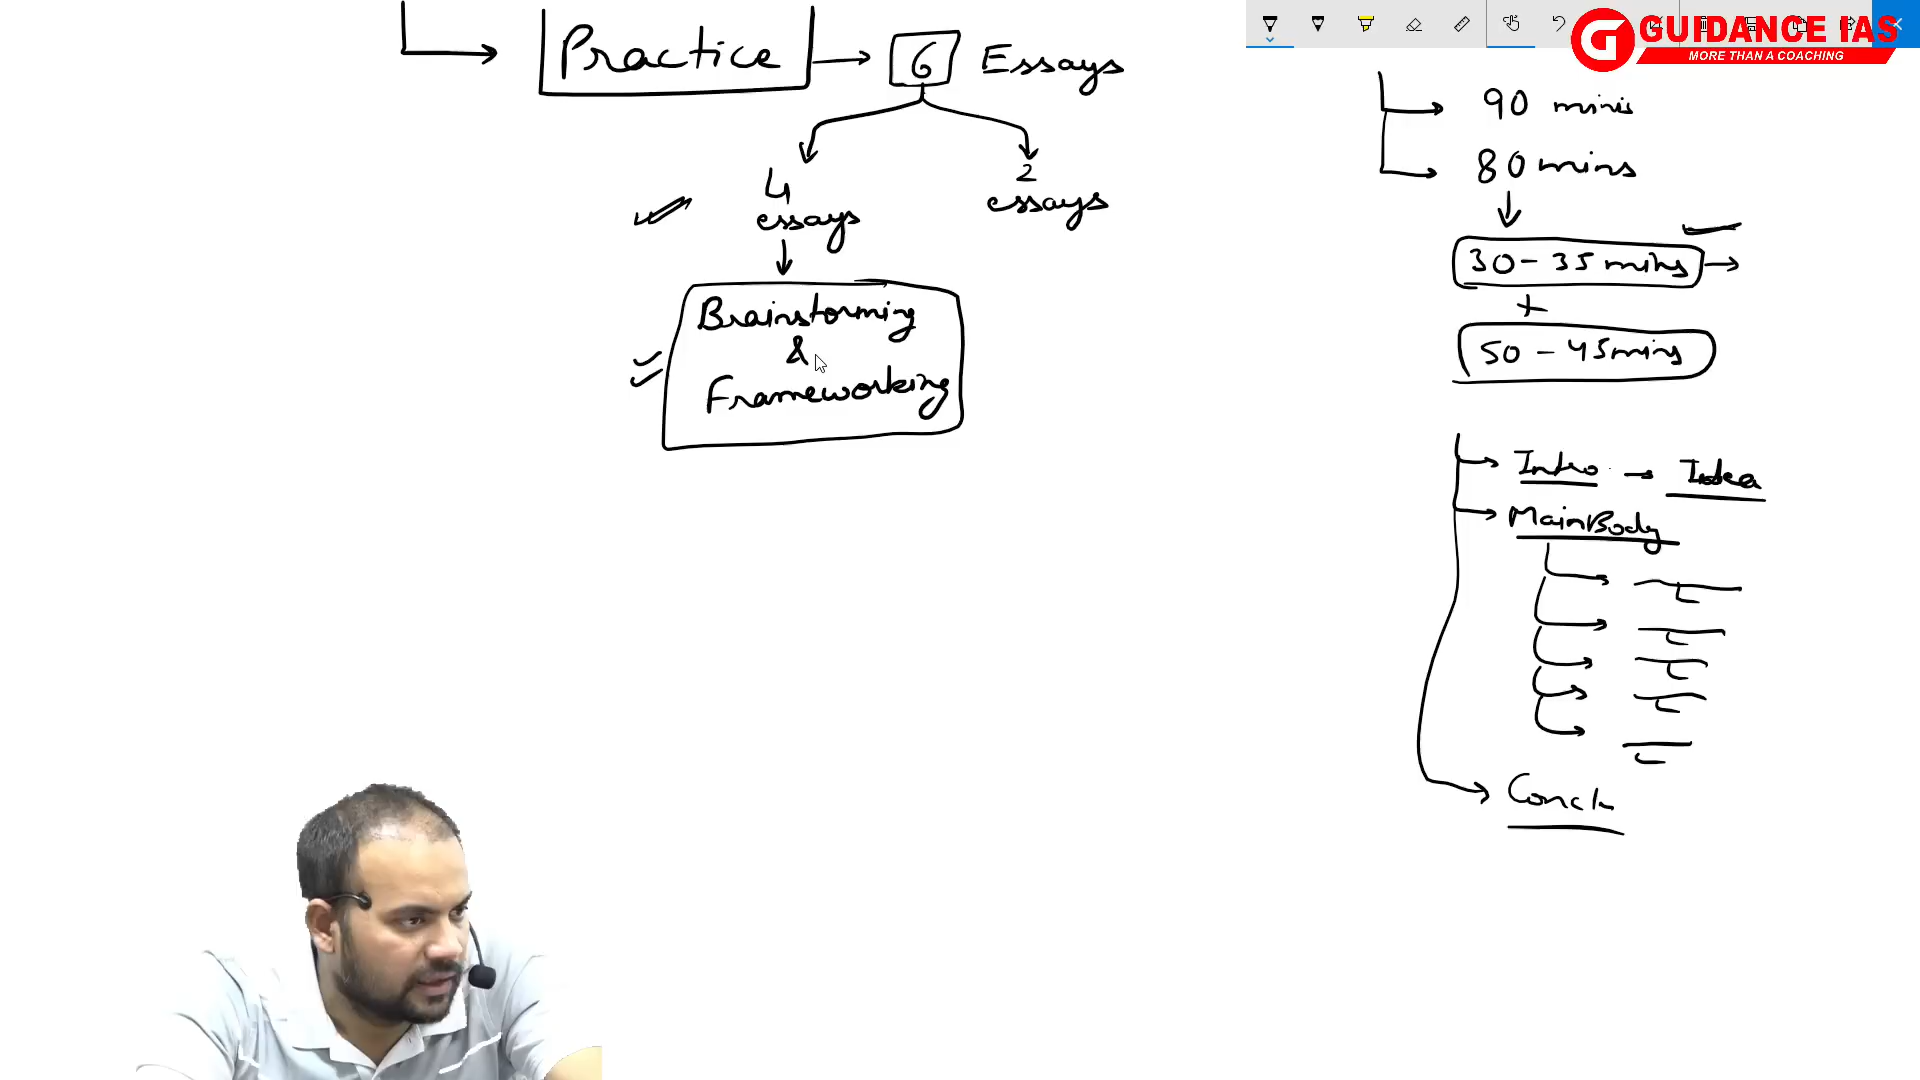 Practice
6
Essays
4
essays
2
essays
Brainstorming
&
Frameworking
GUIDANCE IAS
MORE THAN A COACHING
90 mins
80 mins
30 - 35 mins
+
50 - 45 mins
Intro
Idea
MainBody
Conclu